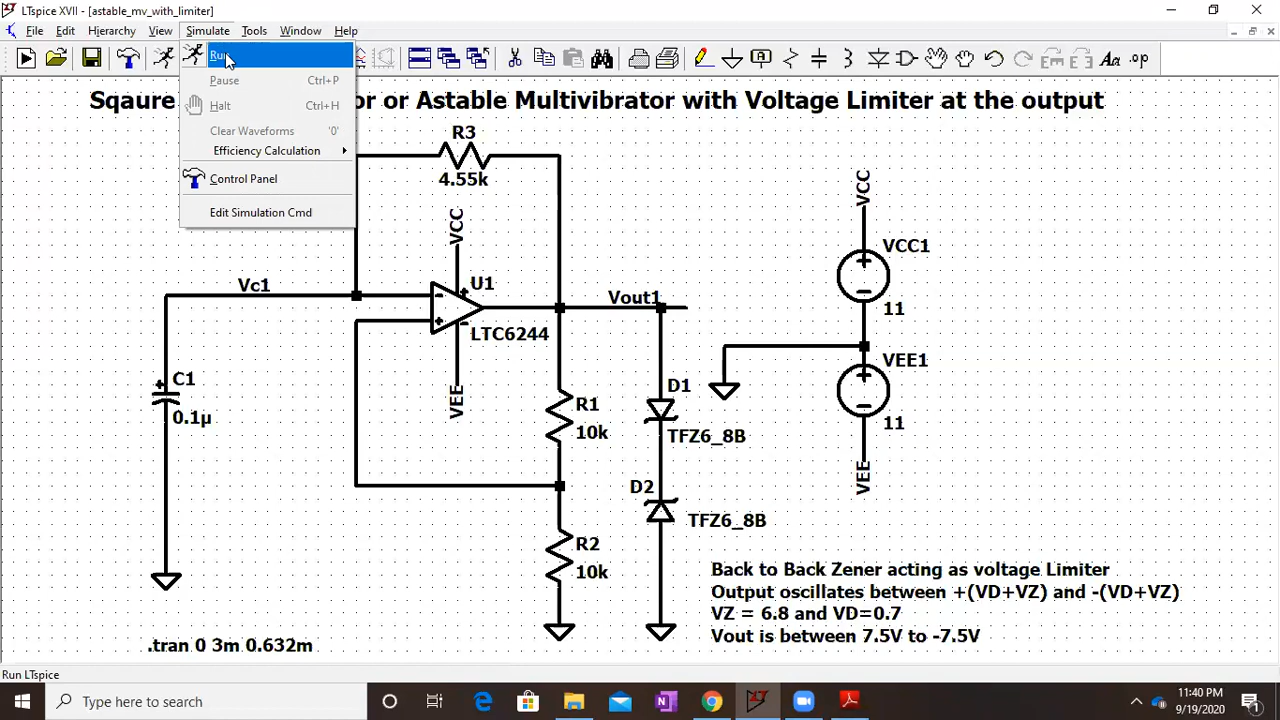 LTspice XVII - [astable_mv_with_limiter]
File Edit Hierarchy View Simulate Tools Window Help
.op
Run
Pause Ctrl+P
Halt Ctrl+H
Clear Waveforms '0'
Efficiency Calculation
Control Panel
Edit Simulation Cmd
Sqaure or or Astable Multivibrator with Voltage Limiter at the output
R3
4.55k
VCC
U1
LTC6244
VEE
Vc1
Vout1
C1
0.1µ
R1
10k
R2
10k
D1
TFZ6_8B
D2
TFZ6_8B
VCC
VCC1
11
VEE1
11
VEE
Back to Back Zener acting as voltage Limiter
Output oscillates between +(VD+VZ) and -(VD+VZ)
VZ = 6.8 and VD=0.7
Vout is between 7.5V to -7.5V
.tran 0 3m 0.632m
Run LTspice
Type here to search
11:40 PM
9/19/2020